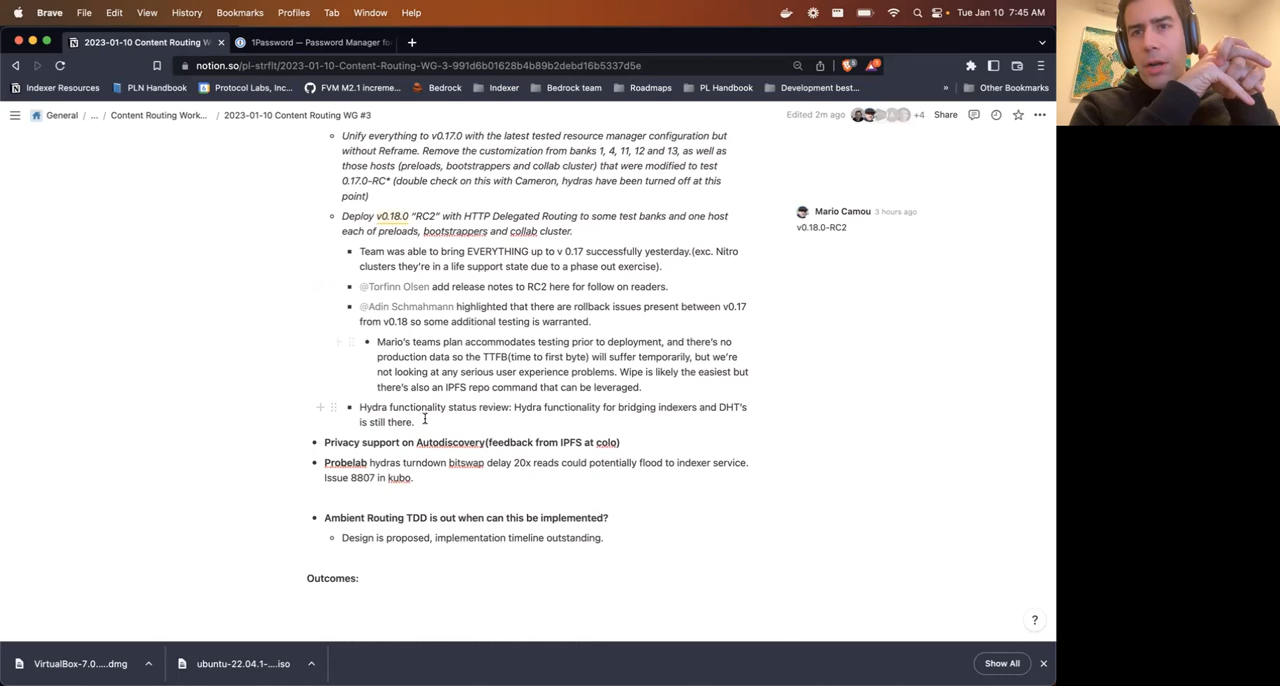 Brave File Edit View History Bookmarks Profiles Tab Window Help Tue Jan 10 7:45 AM
2023-01-10 Content Routing W 1Password — Password Manager for
notion.so/pl-strflt/2023-01-10-Content-Routing-WG-3-991d6b01628b4b89b2debd16b5337d5e
Indexer Resources PLN Handbook Protocol Labs, Inc... FVM M2.1 increme... Bedrock Indexer Bedrock team Roadmaps PL Handbook Development best... » Other Bookmarks
General / ... / Content Routing Work... / 2023-01-10 Content Routing WG #3 Edited 2m ago +4 Share
Unify everything to v0.17.0 with the latest tested resource manager configuration but
without Reframe. Remove the customization from banks 1, 4, 11, 12 and 13, as well as
those hosts (preloads, bootstrappers and collab cluster) that were modified to test
0.17.0-RC* (double check on this with Cameron, hydras have been turned off at this
point)
Deploy v0.18.0 “RC2” with HTTP Delegated Routing to some test banks and one host
each of preloads, bootstrappers and collab cluster.
Mario Camou 3 hours ago
v0.18.0-RC2
Team was able to bring EVERYTHING up to v 0.17 successfully yesterday.(exc. Nitro
clusters they’re in a life support state due to a phase out exercise).
@Torfinn Olsen add release notes to RC2 here for follow on readers.
@Adin Schmahmann highlighted that there are rollback issues present between v0.17
from v0.18 so some additional testing is warranted.
Mario’s teams plan accommodates testing prior to deployment, and there’s no
production data so the TTFB(time to first byte) will suffer temporarily, but we’re
not looking at any serious user experience problems. Wipe is likely the easiest but
there’s also an IPFS repo command that can be leveraged.
Hydra functionality status review: Hydra functionality for bridging indexers and DHT’s
is still there.
Privacy support on Autodiscovery(feedback from IPFS at colo)
Probelab hydras turndown bitswap delay 20x reads could potentially flood to indexer service.
Issue 8807 in kubo.
Ambient Routing TDD is out when can this be implemented?
Design is proposed, implementation timeline outstanding.
Outcomes:
?
VirtualBox-7.0.....dmg ubuntu-22.04.1-....iso Show All